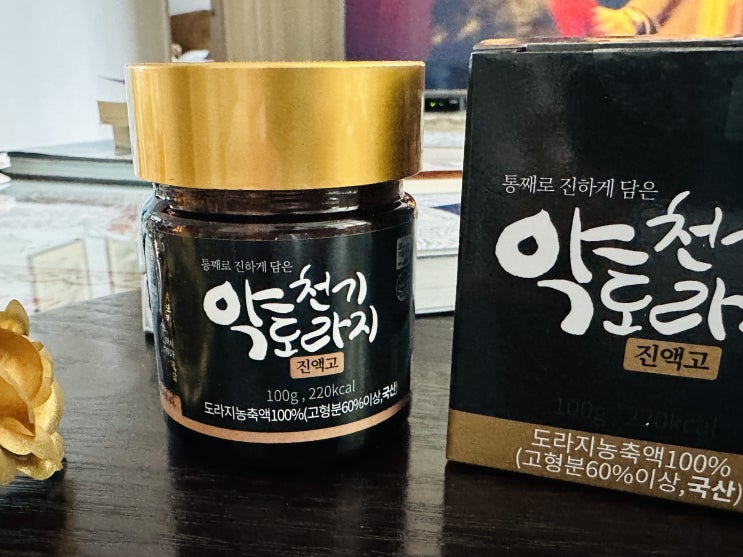 통째로 진하게 담은
천기
약도라지
진액고
100g , 220kcal
도라지농축액100%(고형분60%이상,국산)
통째로 진하게 담은
천기
약도라
진액고
100g , 220kcal
도라지농축액100%
(고형분60%이상,국산)